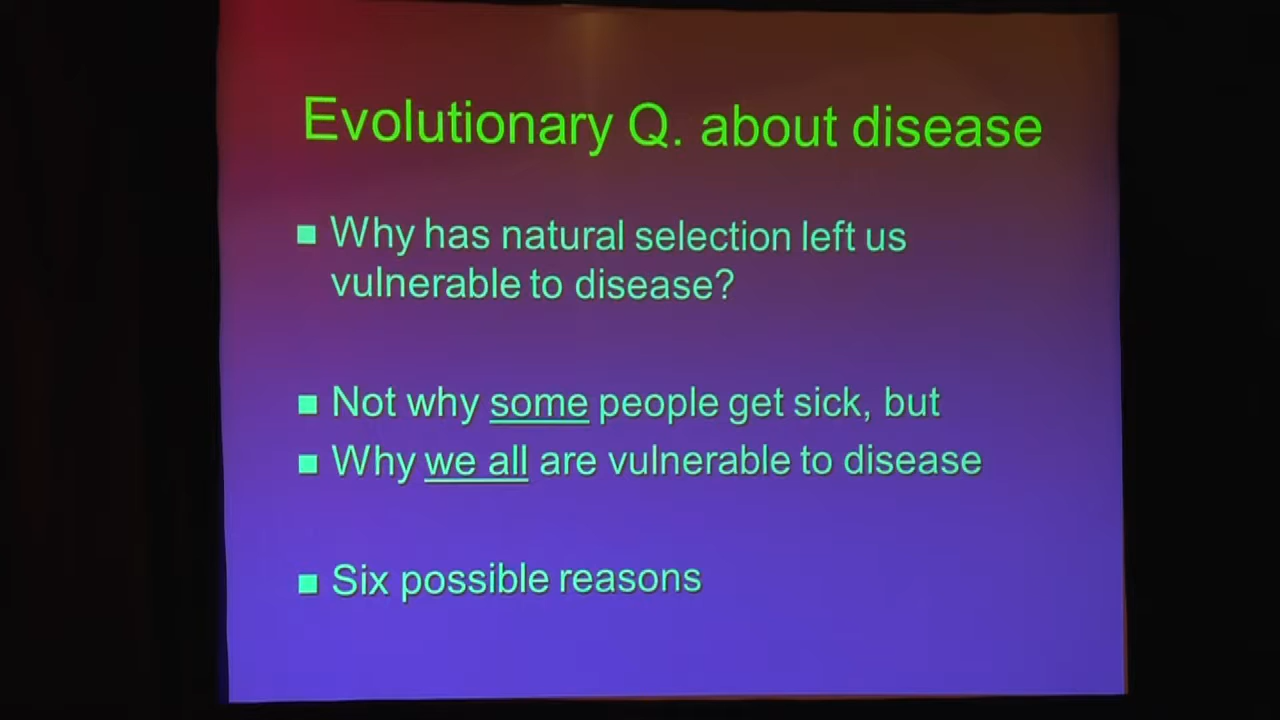 Evolutionary Q. about disease
Why has natural selection left us
vulnerable to disease?
Not why some people get sick, but
Why we all are vulnerable to disease
Six possible reasons